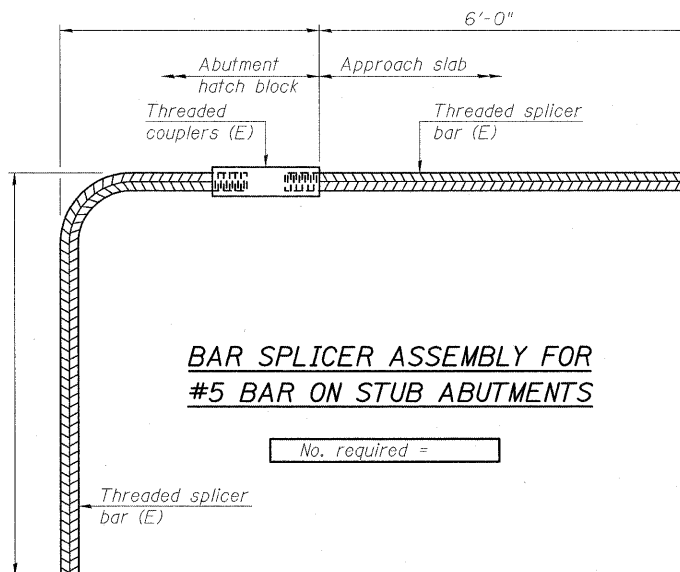 6'-0"
Abutment
hatch block
Approach slab
Threaded
couplers (E)
Threaded splicer
bar (E)
BAR SPLICER ASSEMBLY FOR
#5 BAR ON STUB ABUTMENTS
No. required =
Threaded splicer
bar (E)